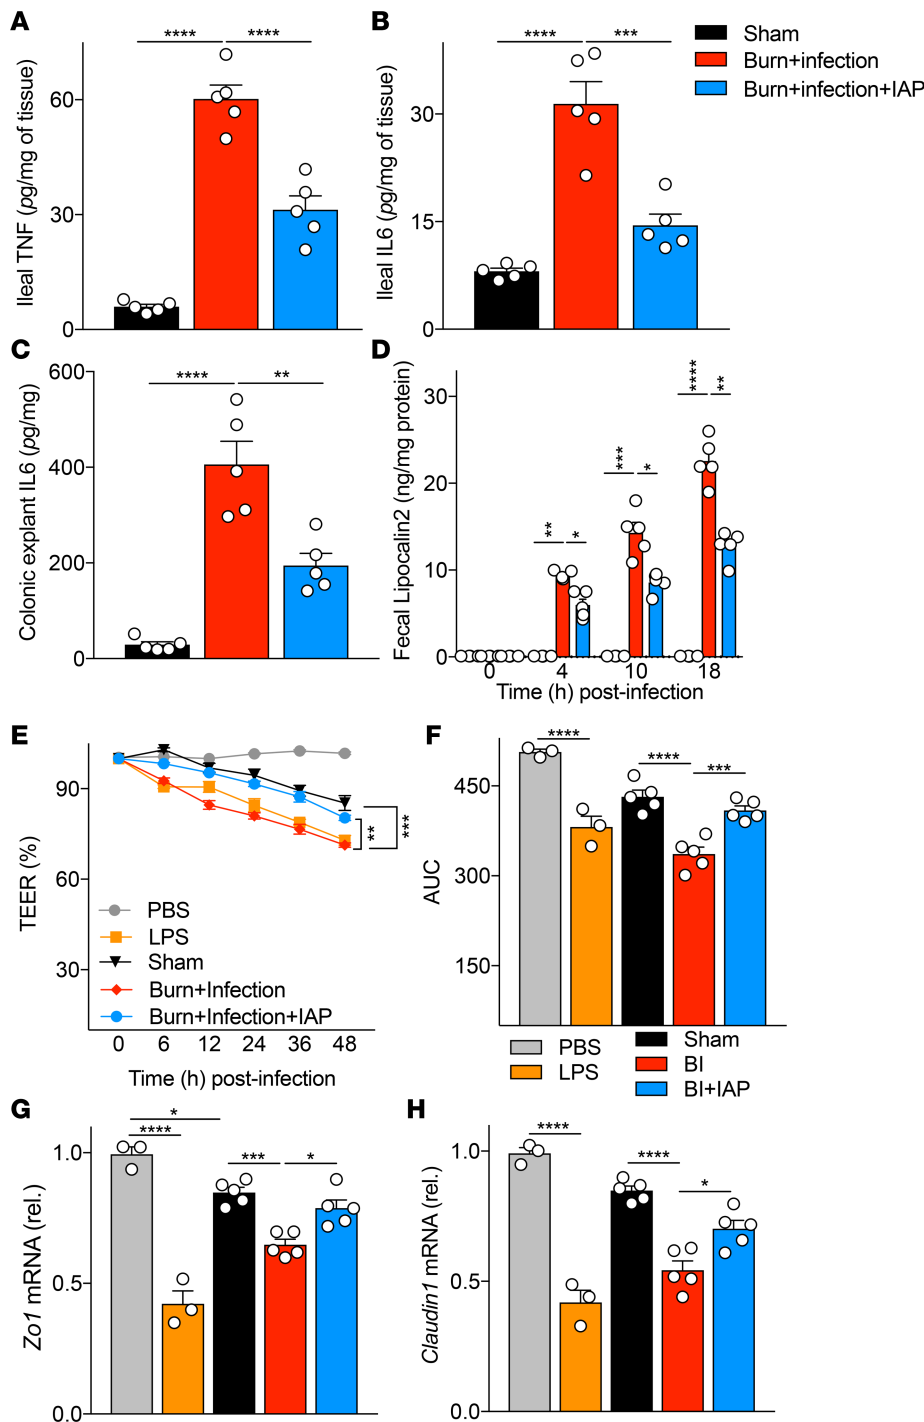 A
B
**** ****
**** ***
Sham
Burn+infection
Burn+infection+IAP
Ileal TNF (pg/mg of tissue)
60
30
0
Ileal IL6 (pg/mg of tissue)
30
15
0
C
D
**** **
Colonic explant IL6 (pg/mg)
600
400
200
0
Fecal Lipocalin2 (ng/mg protein)
30
20
10
0
** *
*** *
**** **
0 4 10 18
Time (h) post-infection
E
F
TEER (%)
90
60
30
** ***
PBS
LPS
Sham
Burn+Infection
Burn+Infection+IAP
0 6 12 24 36 48
Time (h) post-infection
AUC
450
300
150
**** **** ***
PBS
LPS
Sham
BI
BI+IAP
G
H
Zo1 mRNA (rel.)
1.0
0.5
0.0
*
**** *** *
Claudin1 mRNA (rel.)
1.0
0.5
0.0
**** **** *